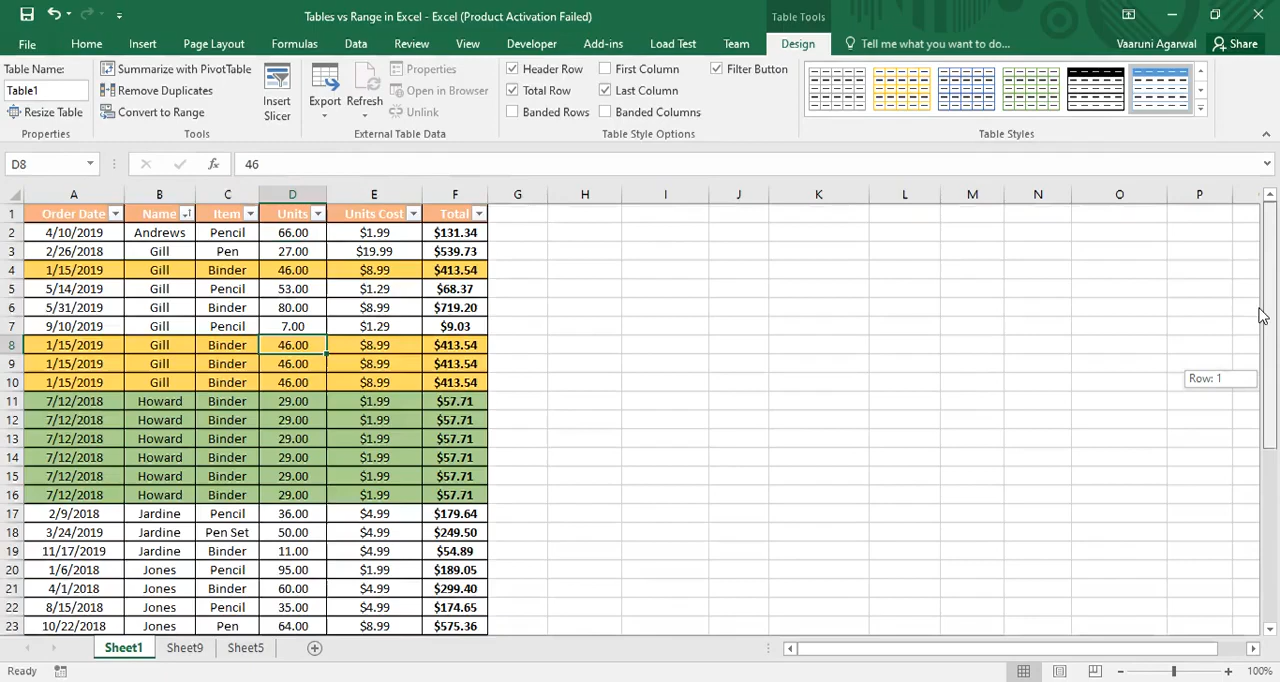 Tables vs Range in Excel - Excel (Product Activation Failed)
Table Tools
File Home Insert Page Layout Formulas Data Review View Developer Add-ins Load Test Team Design Tell me what you want to do... Vaaruni Agarwal Share
Table Name:
Table1
Resize Table
Properties
Summarize with PivotTable
Remove Duplicates
Convert to Range
Insert
Slicer
Tools
Export
Refresh
Properties
Open in Browser
Unlink
External Table Data
Header Row First Column Filter Button
Total Row Last Column
Banded Rows Banded Columns
Table Style Options
Table Styles
D8 fx 46
A B C D E F G H I J K L M N O P
1 Order Date Name Item Units Units Cost Total
2 4/10/2019 Andrews Pencil 66.00 $1.99 $131.34
3 2/26/2018 Gill Pen 27.00 $19.99 $539.73
4 1/15/2019 Gill Binder 46.00 $8.99 $413.54
5 5/14/2019 Gill Pencil 53.00 $1.29 $68.37
6 5/31/2019 Gill Binder 80.00 $8.99 $719.20
7 9/10/2019 Gill Pencil 7.00 $1.29 $9.03
8 1/15/2019 Gill Binder 46.00 $8.99 $413.54
9 1/15/2019 Gill Binder 46.00 $8.99 $413.54
10 1/15/2019 Gill Binder 46.00 $8.99 $413.54
11 7/12/2018 Howard Binder 29.00 $1.99 $57.71
12 7/12/2018 Howard Binder 29.00 $1.99 $57.71
13 7/12/2018 Howard Binder 29.00 $1.99 $57.71
14 7/12/2018 Howard Binder 29.00 $1.99 $57.71
15 7/12/2018 Howard Binder 29.00 $1.99 $57.71
16 7/12/2018 Howard Binder 29.00 $1.99 $57.71
17 2/9/2018 Jardine Pencil 36.00 $4.99 $179.64
18 3/24/2019 Jardine Pen Set 50.00 $4.99 $249.50
19 11/17/2019 Jardine Binder 11.00 $4.99 $54.89
20 1/6/2018 Jones Pencil 95.00 $1.99 $189.05
21 4/1/2018 Jones Binder 60.00 $4.99 $299.40
22 8/15/2018 Jones Pencil 35.00 $4.99 $174.65
23 10/22/2018 Jones Pen 64.00 $8.99 $575.36
Row: 1
Sheet1 Sheet9 Sheet5
Ready 100%